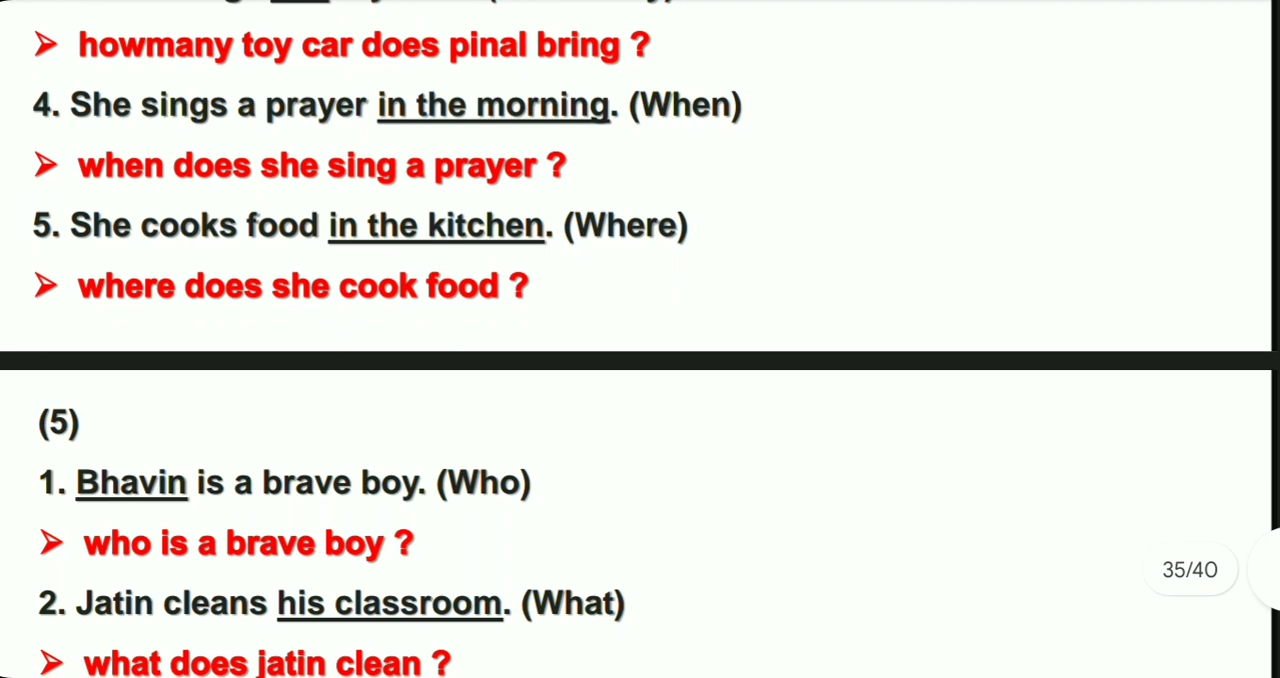 ➢ howmany toy car does pinal bring ?
4. She sings a prayer in the morning. (When)
➢ when does she sing a prayer ?
5. She cooks food in the kitchen. (Where)
➢ where does she cook food ?
(5)
1. Bhavin is a brave boy. (Who)
➢ who is a brave boy ?
35/40
2. Jatin cleans his classroom. (What)
➢ what does jatin clean ?